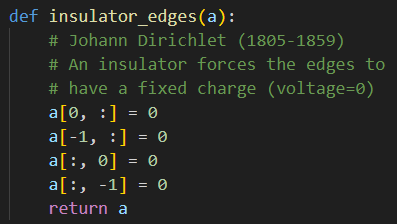 def insulator_edges(a):
    # Johann Dirichlet (1805-1859)
    # An insulator forces the edges to
    # have a fixed charge (voltage=0)
    a[0, :] = 0
    a[-1, :] = 0
    a[:, 0] = 0
    a[:, -1] = 0
    return a